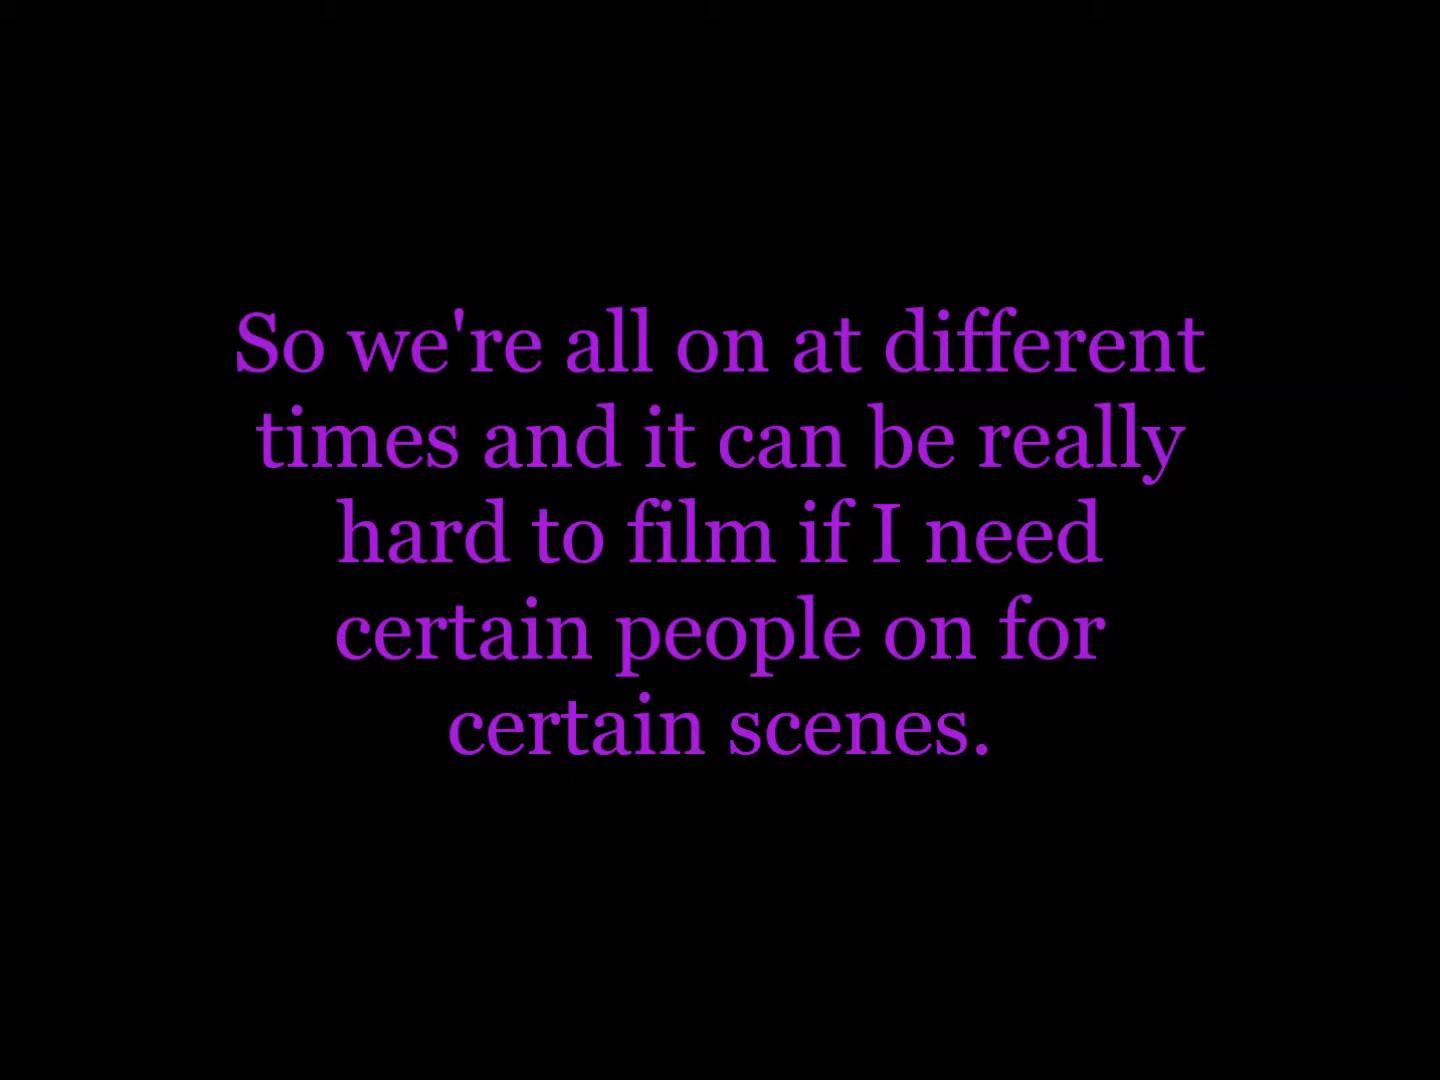 So we're all on at different
times and it can be really
hard to film if I need
certain people on for
certain scenes.